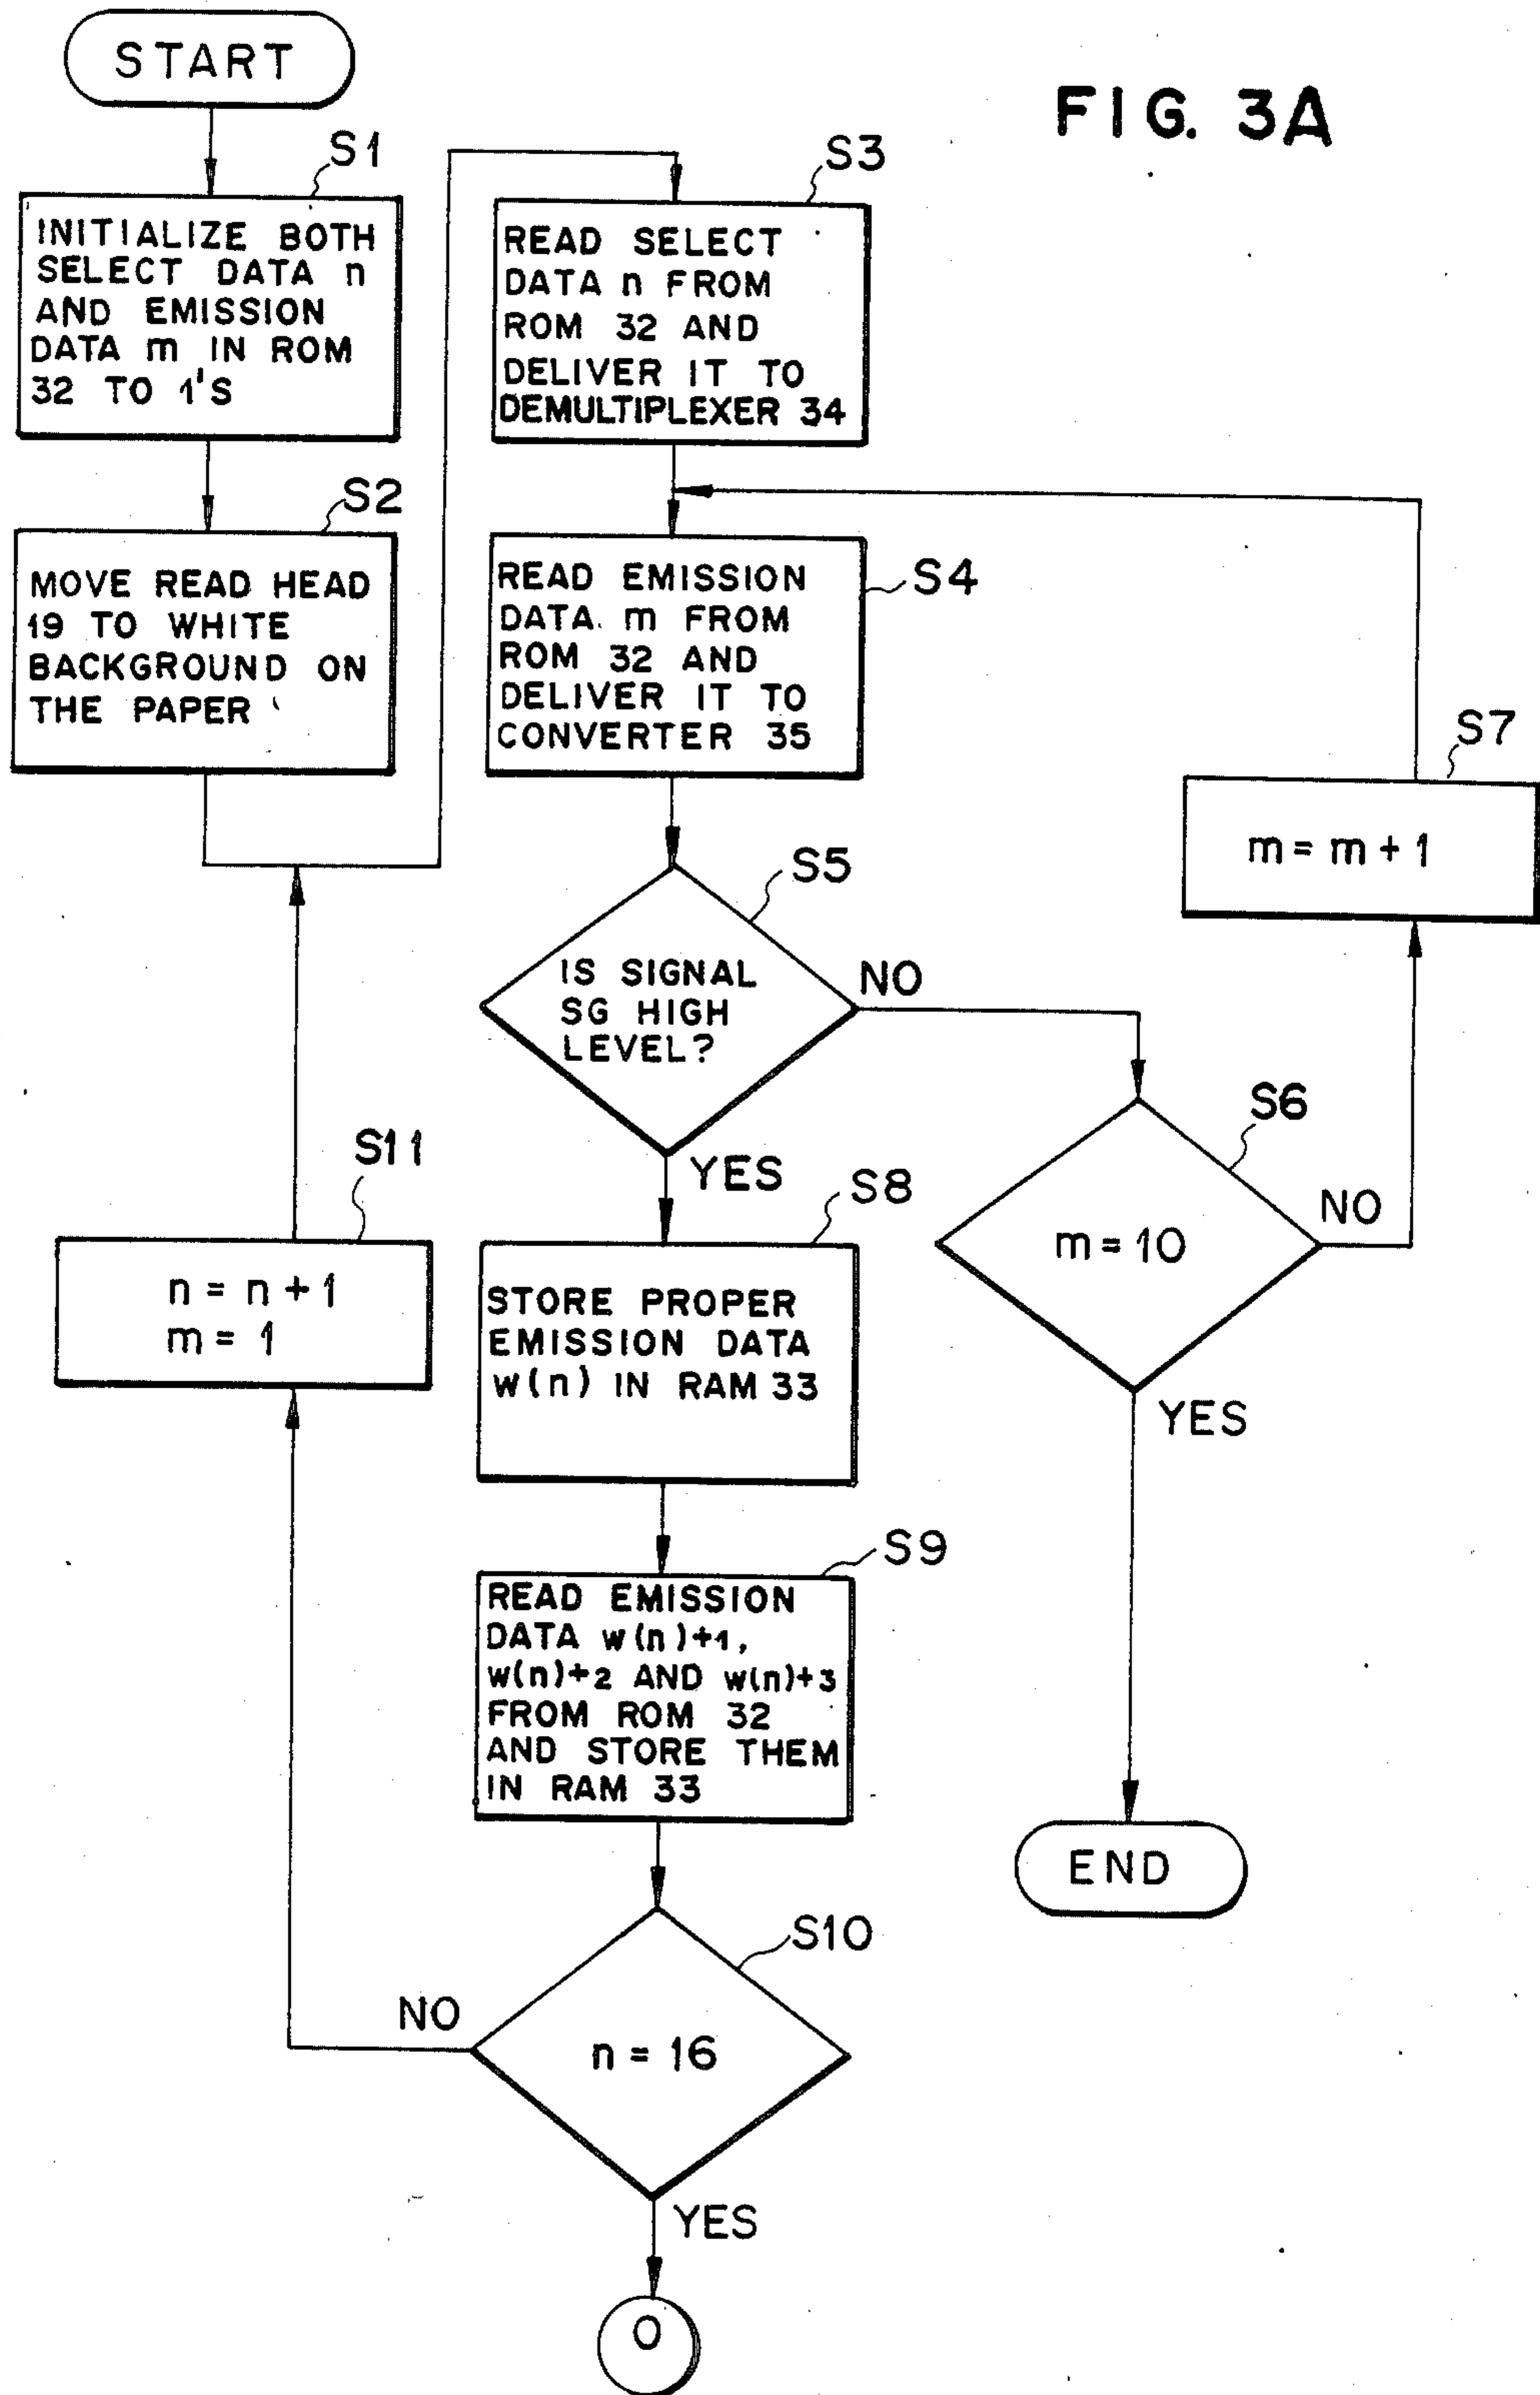 START
FIG. 3A
S1
INITIALIZE BOTH
SELECT DATA n
AND EMISSION
DATA m IN ROM
32 TO 1'S
S2
MOVE READ HEAD
19 TO WHITE
BACKGROUND ON
THE PAPER
S3
READ SELECT
DATA n FROM
ROM 32 AND
DELIVER IT TO
DEMULTIPLEXER 34
S4
READ EMISSION
DATA m FROM
ROM 32 AND
DELIVER IT TO
CONVERTER 35
S5
IS SIGNAL
SG HIGH
LEVEL?
NO
YES
S6
m = 10
NO
YES
S7
m = m + 1
END
S8
STORE PROPER
EMISSION DATA
w(n) IN RAM 33
S9
READ EMISSION
DATA w(n)+1,
w(n)+2 AND w(n)+3
FROM ROM 32
AND STORE THEM
IN RAM 33
S10
n = 16
NO
YES
S11
n = n + 1
m = 1
O